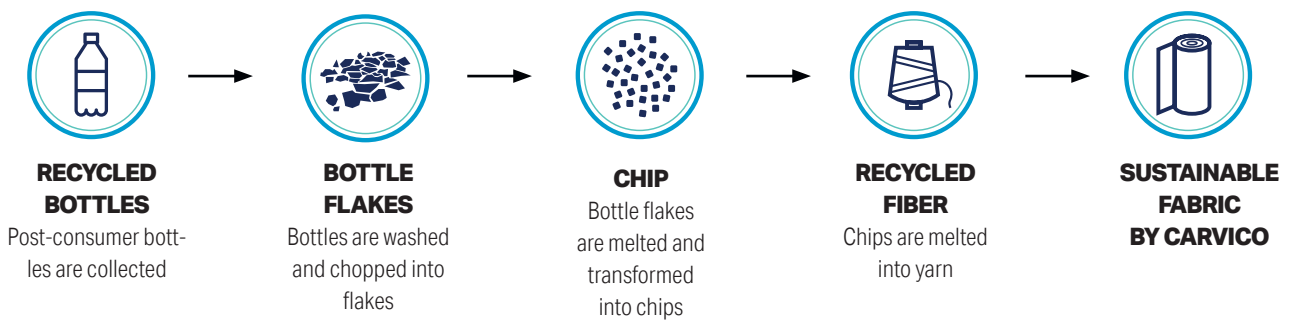 RECYCLED
BOTTLES
Post-consumer bott-
les are collected
BOTTLE
FLAKES
Bottles are washed
and chopped into
flakes
CHIP
Bottle flakes
are melted and
transformed
into chips
RECYCLED
FIBER
Chips are melted
into yarn
SUSTAINABLE
FABRIC
BY CARVICO